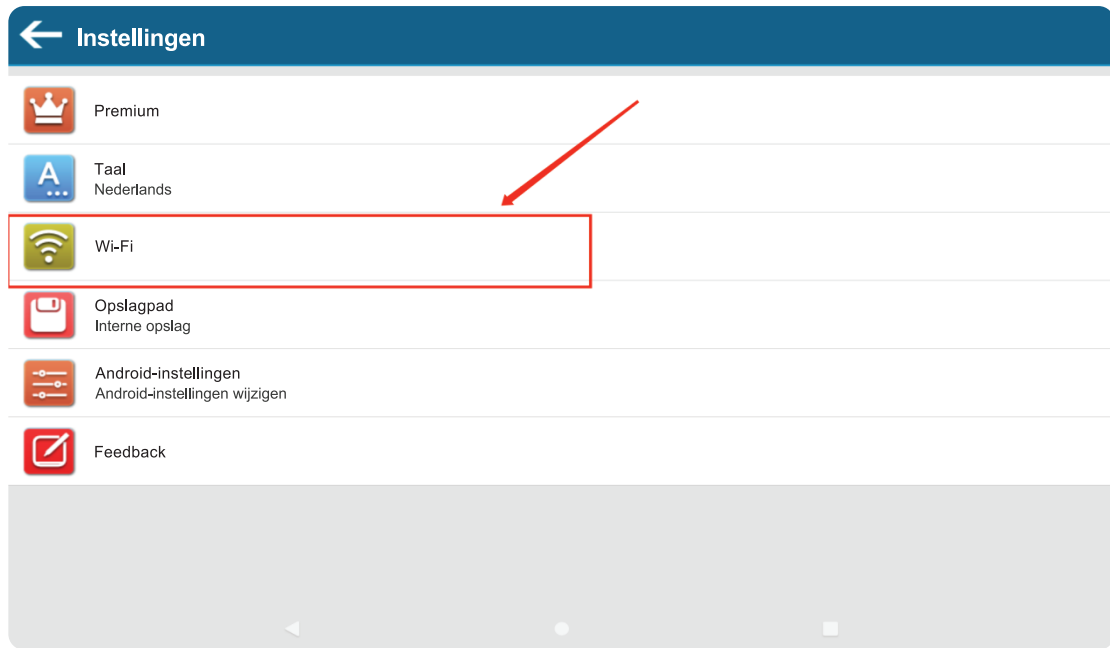 Instellingen
Premium
Taal
Nederlands
Wi-Fi
Opslagpad
Interne opslag
Android-instellingen
Android-instellingen wijzigen
Feedback